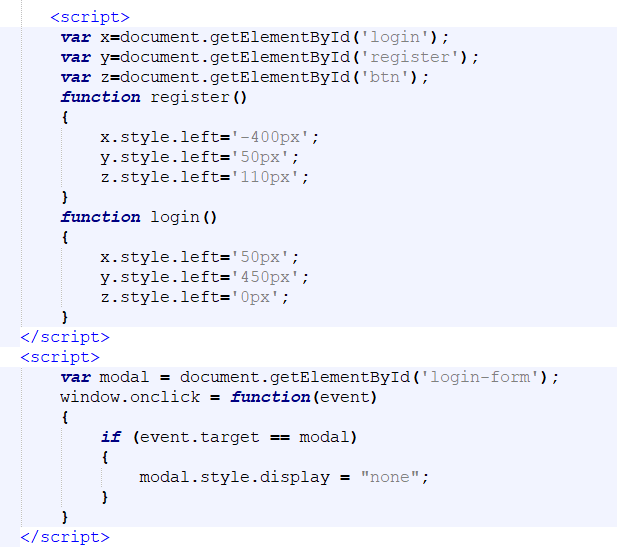 <script>
var x=document.getElementById('login');
var y=document.getElementById('register');
var z=document.getElementById('btn');
function register()
{
x.style.left='-400px';
y.style.left='50px';
z.style.left='110px';
}
function login()
{
x.style.left='50px';
y.style.left='450px';
z.style.left='0px';
}
</script>
<script>
var modal = document.getElementById('login-form');
window.onclick = function(event)
{
if (event.target == modal)
{
modal.style.display = "none";
}
}
</script>